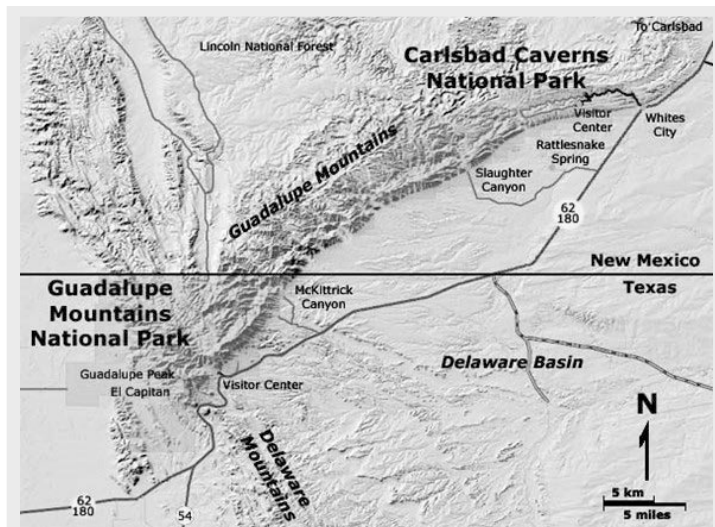 To Carlsbad
Lincoln National Forest
Carlsbad Caverns
National Park
Visitor
Center
Whites
City
Rattlesnake
Spring
Slaughter
Canyon
Guadalupe Mountains
62
180
New Mexico
Texas
Guadalupe
Mountains
National Park
McKittrick
Canyon
Delaware Basin
Guadalupe Peak
El Capitan
Visitor Center
N
Delaware
Mountains
5 km
5 miles
62
180
54